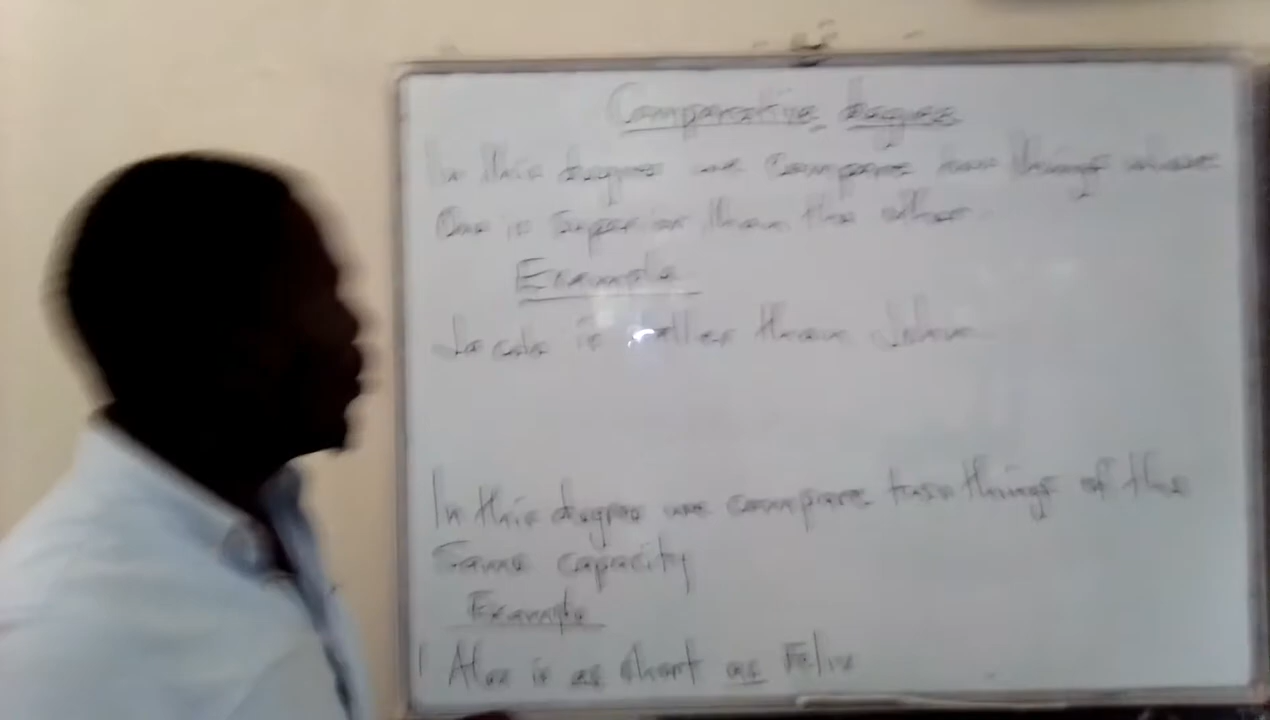 Comparative degree
In this degree we compare two things where
One is superior than the other.
Example
is taller than John
In this degree we compare two things of the
Same capacity
Example
1 Alex is as short as Felix